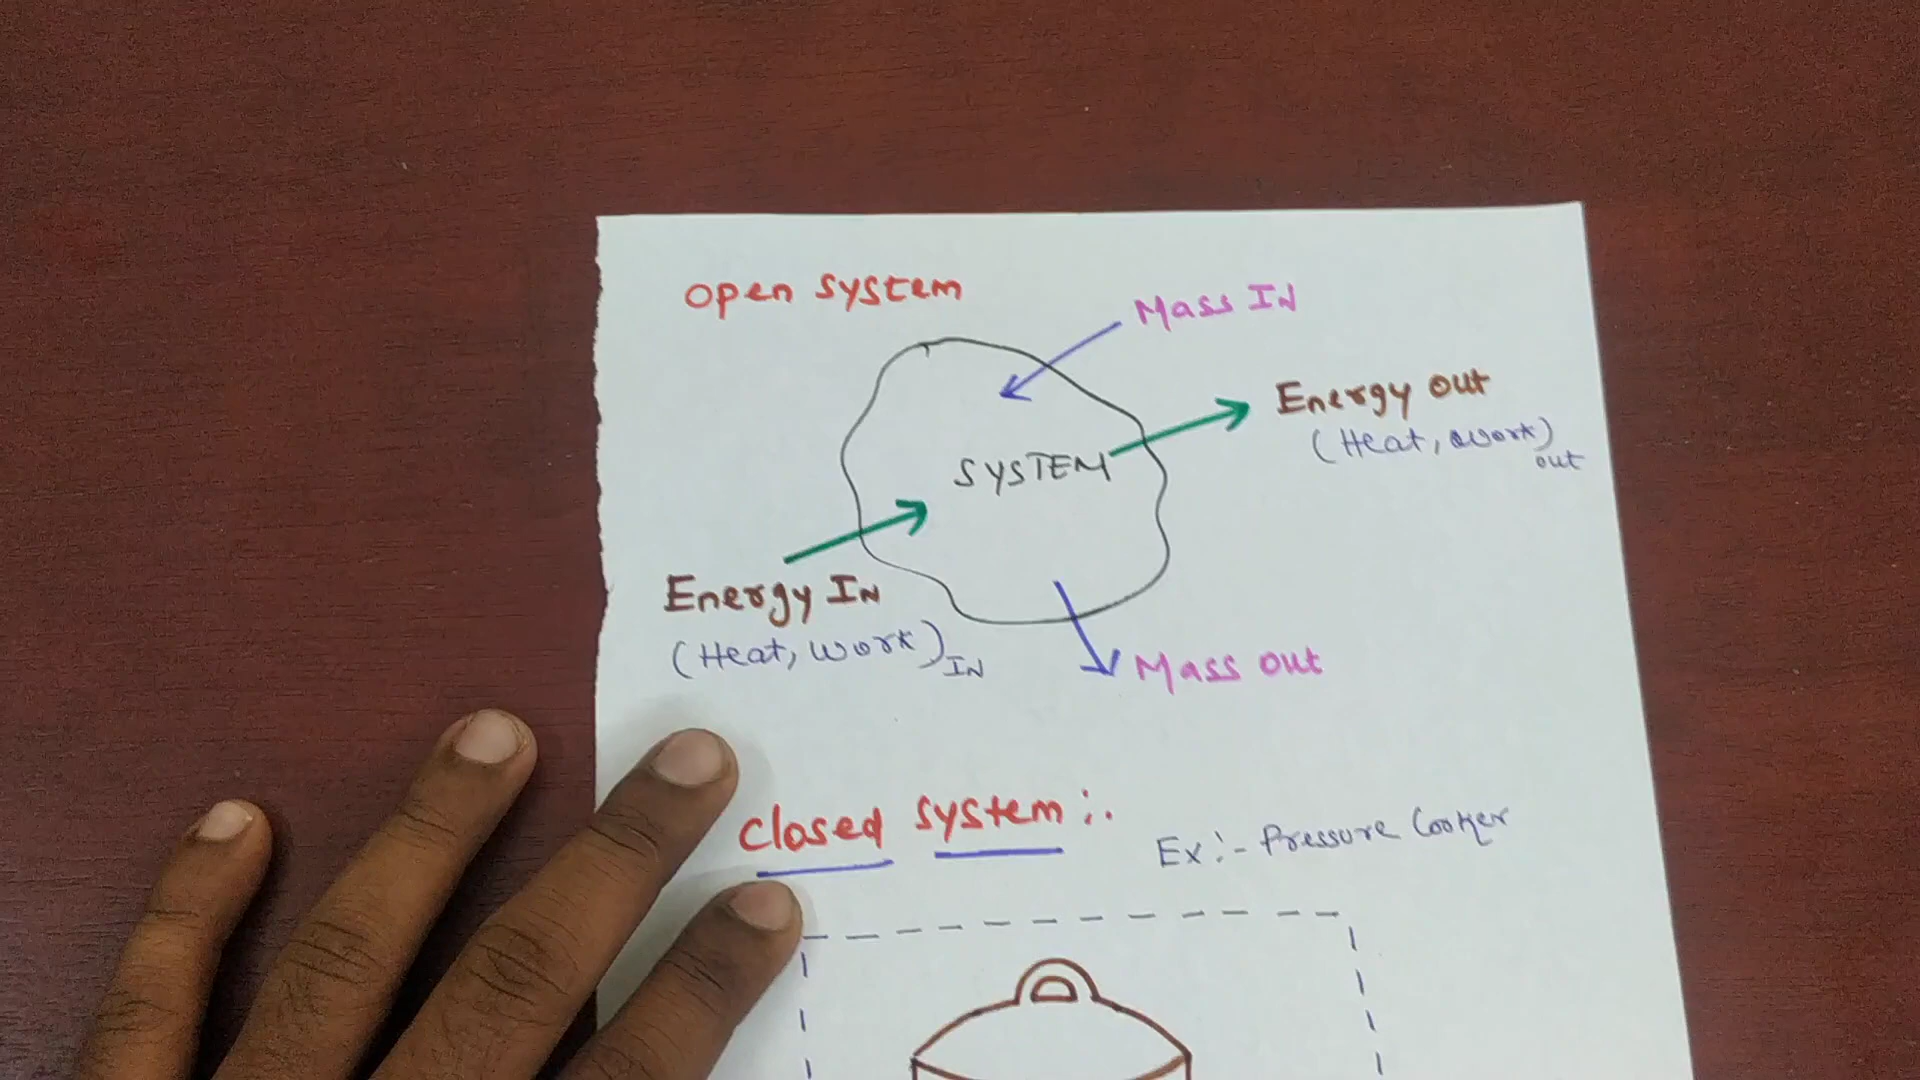 open system
Mass IN
Energy out
(Heat, work)out
SYSTEM
Energy IN
(Heat, work)IN
Mass out
closed system :.
Ex :- Pressure Cooker